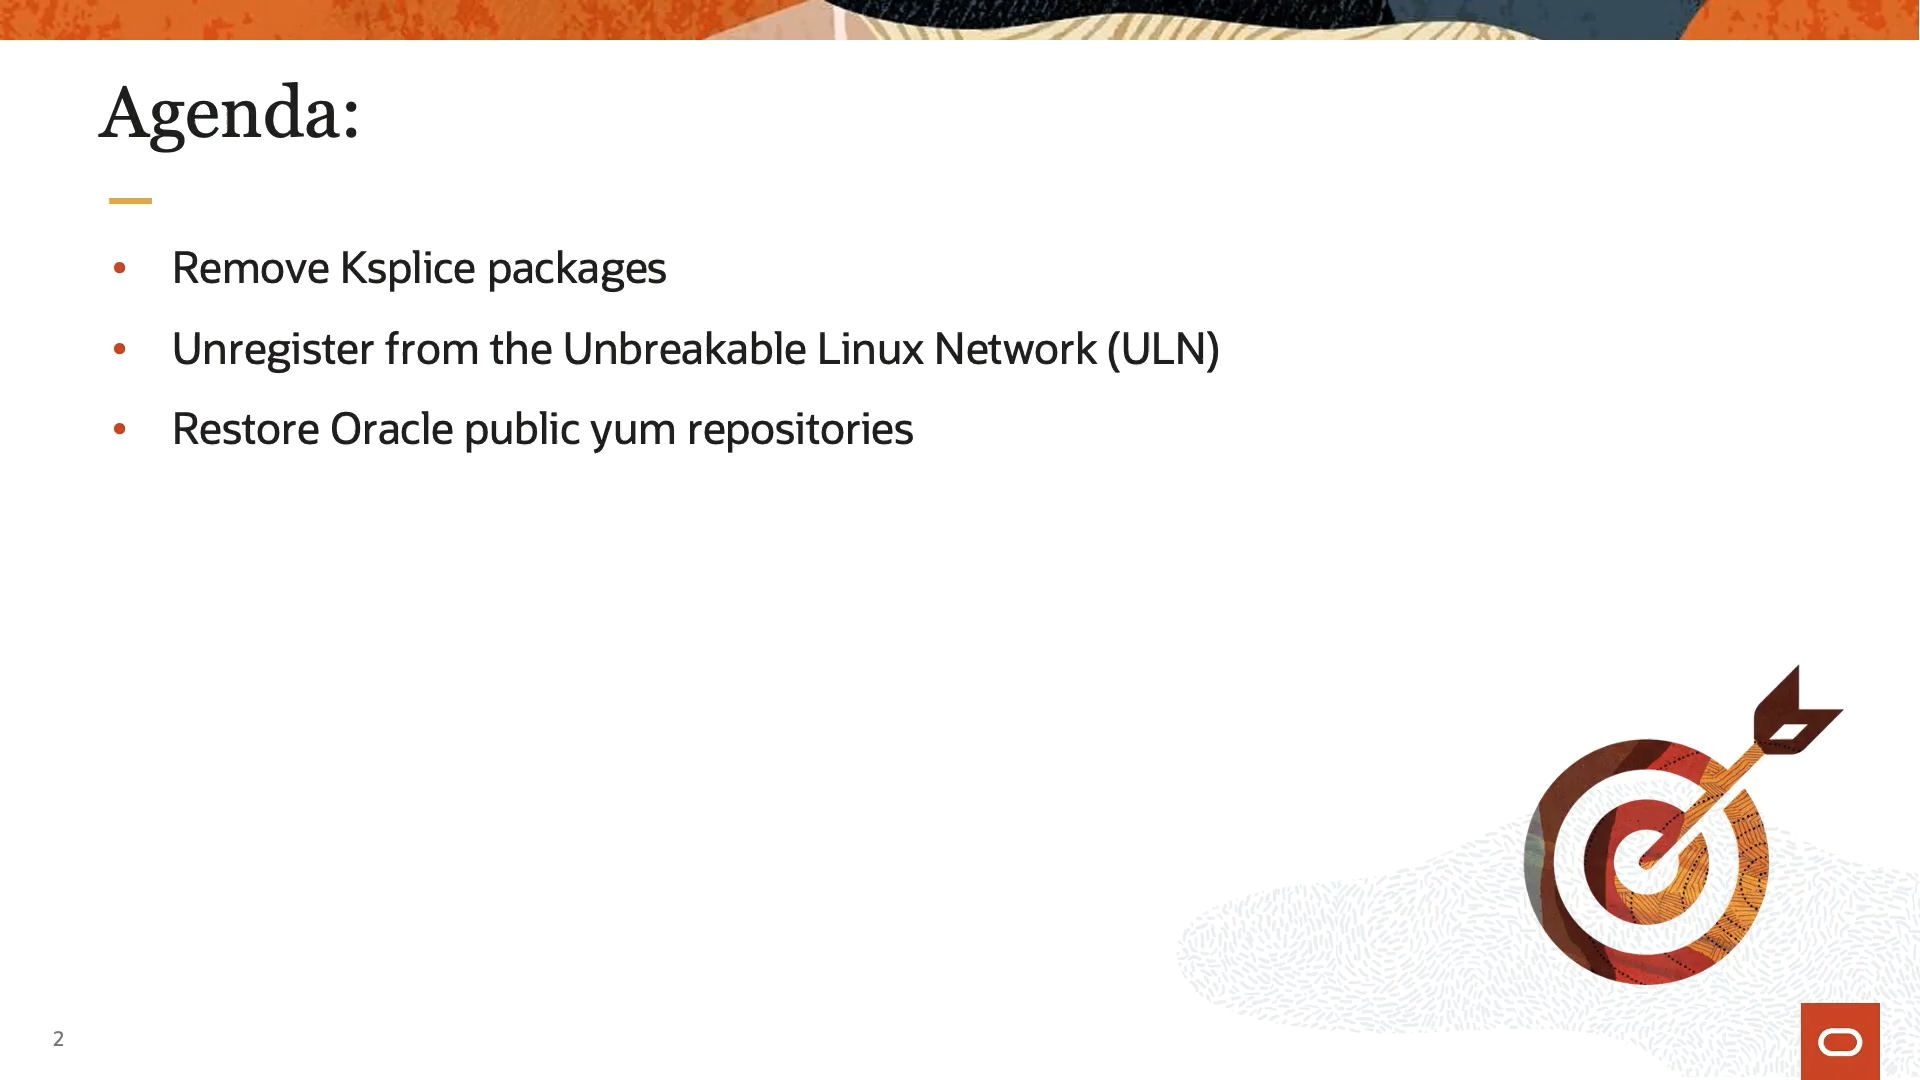 Agenda:
• Remove Ksplice packages
• Unregister from the Unbreakable Linux Network (ULN)
• Restore Oracle public yum repositories
2